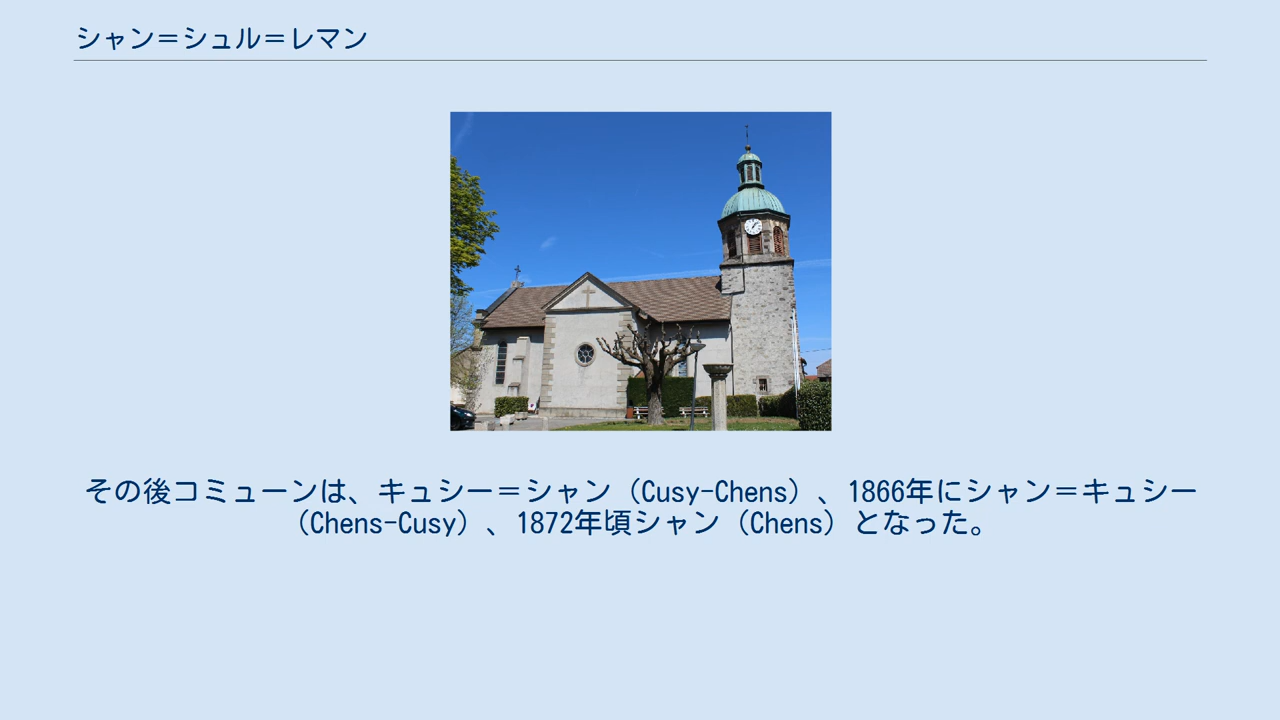 シャン＝シュル＝レマン
その後コミューンは、キュシー＝シャン（Cusy-Chens）、1866年にシャン＝キュシー
（Chens-Cusy）、1872年頃シャン（Chens）となった。